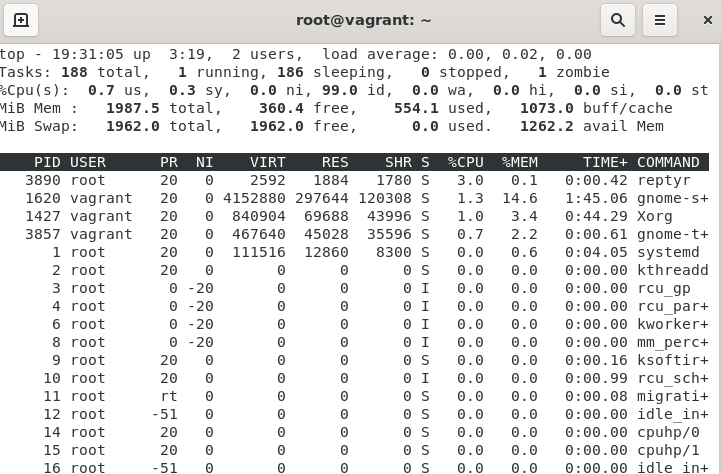 root@vagrant: ~
top - 19:31:05 up  3:19,  2 users,  load average: 0.00, 0.02, 0.00
Tasks: 188 total,   1 running, 186 sleeping,   0 stopped,   1 zombie
%Cpu(s):  0.7 us,  0.3 sy,  0.0 ni, 99.0 id,  0.0 wa,  0.0 hi,  0.0 si,  0.0 st
MiB Mem :   1987.5 total,    360.4 free,    554.1 used,   1073.0 buff/cache
MiB Swap:   1962.0 total,   1962.0 free,      0.0 used.   1262.2 avail Mem
PID USER      PR  NI    VIRT    RES    SHR S  %CPU  %MEM     TIME+ COMMAND
3890 root      20   0    2592   1884   1780 S   3.0   0.1   0:00.42 reptyr
1620 vagrant   20   0 4152880 297644 120308 S   1.3  14.6   1:45.06 gnome-s+
1427 vagrant   20   0  840904  69688  43996 S   1.0   3.4   0:44.29 Xorg
3857 vagrant   20   0  467640  45028  35596 S   0.7   2.2   0:00.61 gnome-t+
1 root      20   0  111516  12860   8300 S   0.0   0.6   0:04.05 systemd
2 root      20   0       0      0      0 S   0.0   0.0   0:00.00 kthreadd
3 root       0 -20       0      0      0 I   0.0   0.0   0:00.00 rcu_gp
4 root       0 -20       0      0      0 I   0.0   0.0   0:00.00 rcu_par+
6 root       0 -20       0      0      0 I   0.0   0.0   0:00.00 kworker+
8 root       0 -20       0      0      0 I   0.0   0.0   0:00.00 mm_perc+
9 root      20   0       0      0      0 S   0.0   0.0   0:00.16 ksoftir+
10 root      20   0       0      0      0 I   0.0   0.0   0:00.99 rcu_sch+
11 root      rt   0       0      0      0 S   0.0   0.0   0:00.08 migrati+
12 root     -51   0       0      0      0 S   0.0   0.0   0:00.00 idle_in+
14 root      20   0       0      0      0 S   0.0   0.0   0:00.00 cpuhp/0
15 root      20   0       0      0      0 S   0.0   0.0   0:00.00 cpuhp/1
16 root     -51   0       0      0      0 S   0.0   0.0   0:00.00 idle_in+